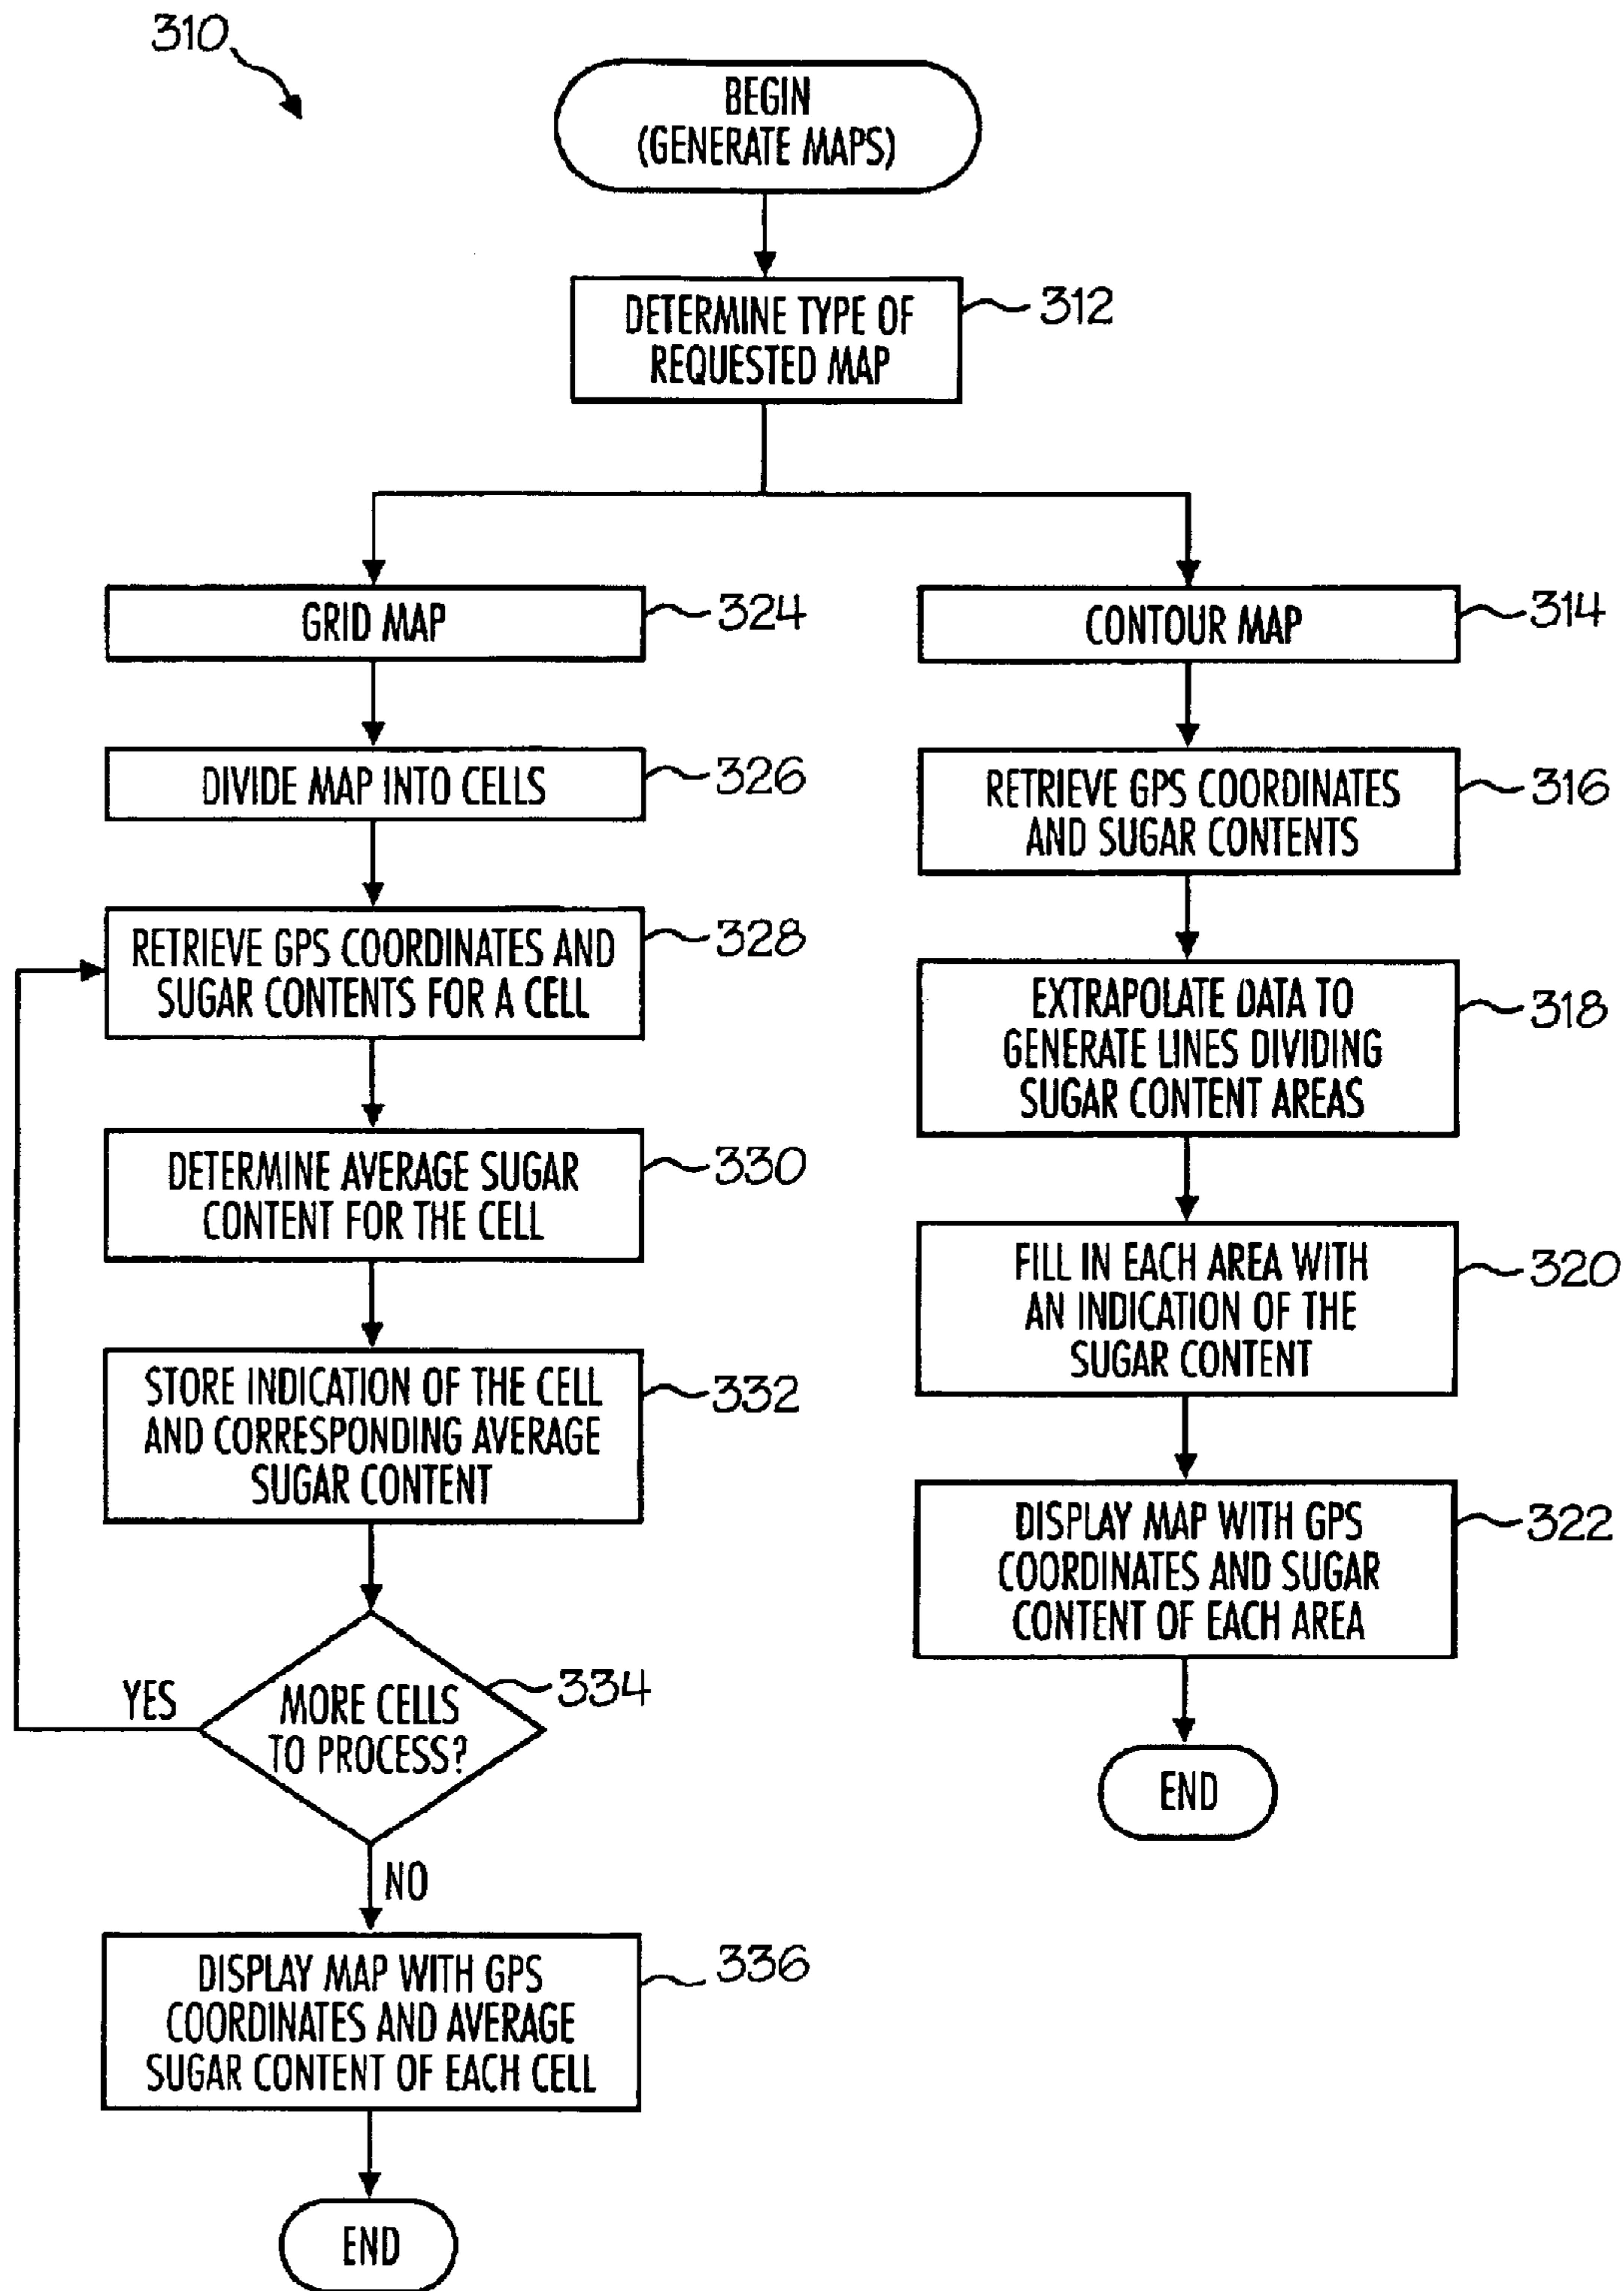 310
BEGIN
(GENERATE MAPS)
DETERMINE TYPE OF
REQUESTED MAP
312
GRID MAP
324
DIVIDE MAP INTO CELLS
326
RETRIEVE GPS COORDINATES AND
SUGAR CONTENTS FOR A CELL
328
DETERMINE AVERAGE SUGAR
CONTENT FOR THE CELL
330
STORE INDICATION OF THE CELL
AND CORRESPONDING AVERAGE
SUGAR CONTENT
332
MORE CELLS
TO PROCESS?
334
YES
NO
DISPLAY MAP WITH GPS
COORDINATES AND AVERAGE
SUGAR CONTENT OF EACH CELL
336
END
CONTOUR MAP
314
RETRIEVE GPS COORDINATES
AND SUGAR CONTENTS
316
EXTRAPOLATE DATA TO
GENERATE LINES DIVIDING
SUGAR CONTENT AREAS
318
FILL IN EACH AREA WITH
AN INDICATION OF THE
SUGAR CONTENT
320
DISPLAY MAP WITH GPS
COORDINATES AND SUGAR
CONTENT OF EACH AREA
322
END